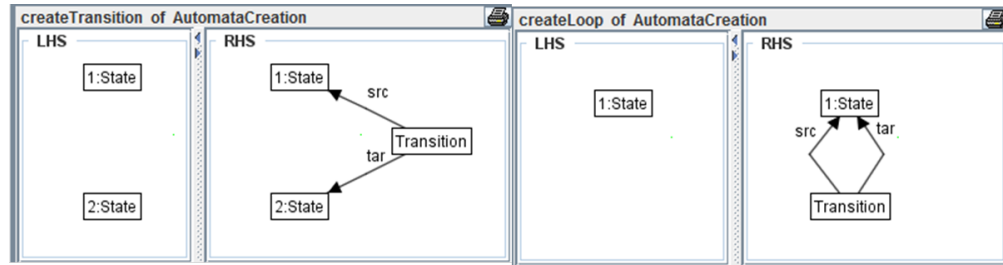 createTransition of AutomataCreation
LHS
RHS
1:State
1:State
src
Transition
tar
2:State
2:State
createLoop of AutomataCreation
LHS
RHS
1:State
1:State
src
tar
Transition